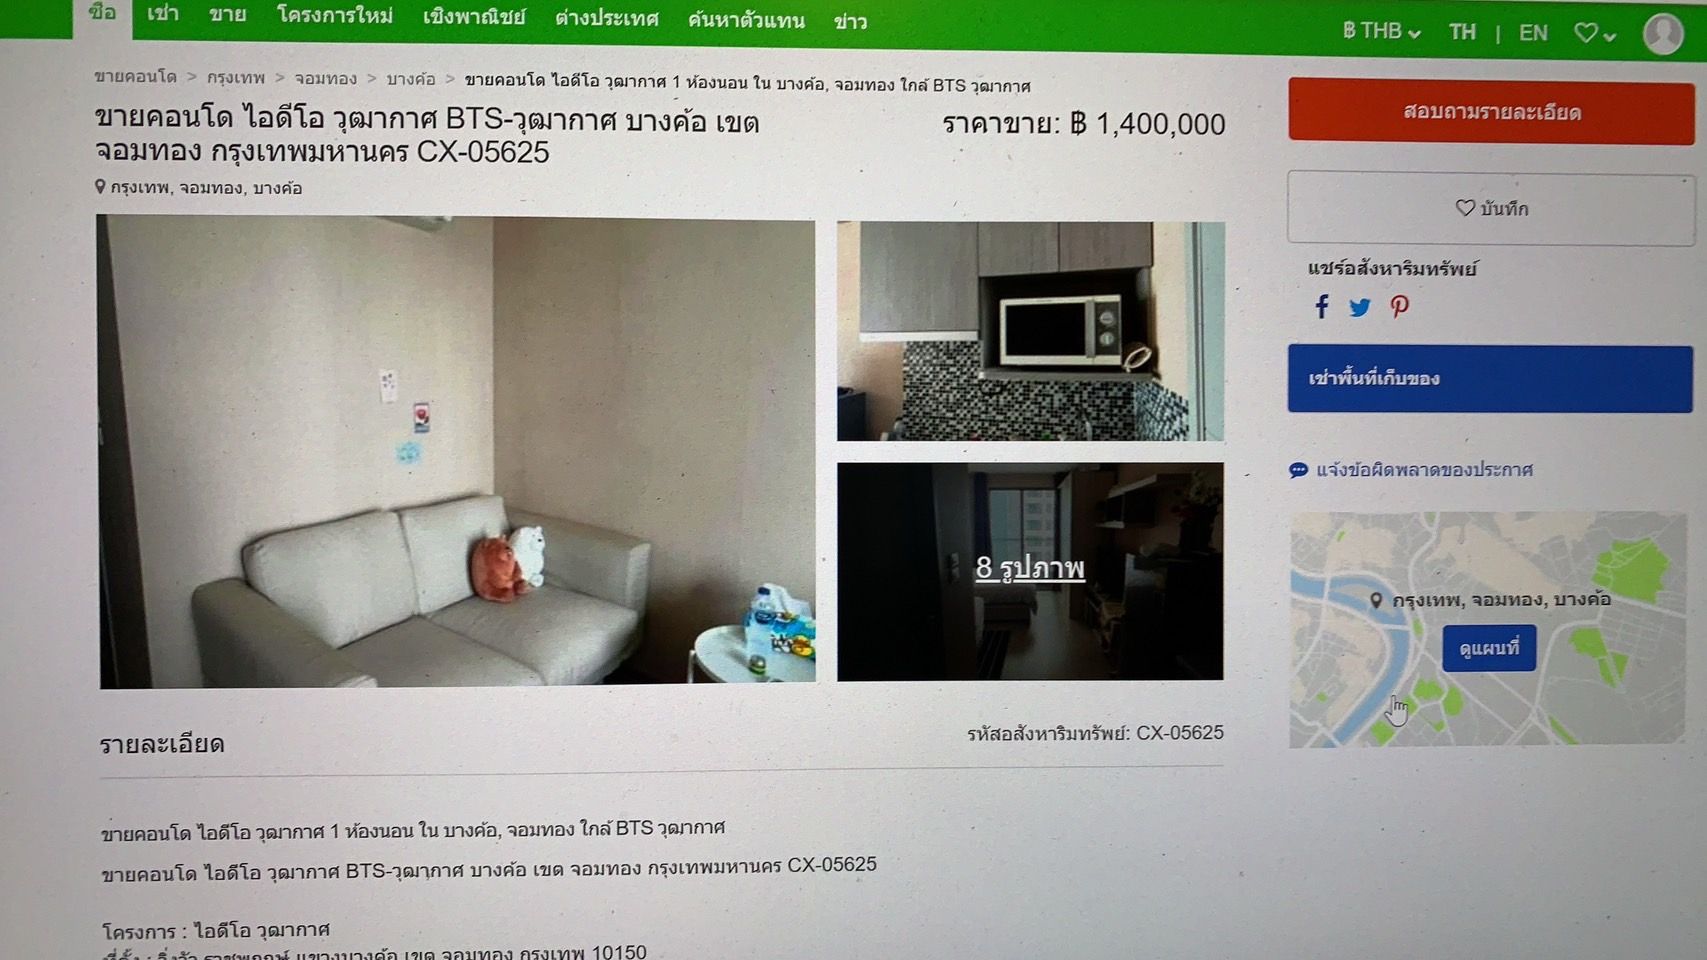 ซื้อ เช่า ขาย โครงการใหม่ เชิงพาณิชย์ ต่างประเทศ ค้นหาตัวแทน ข่าว
฿ THB TH | EN
ขายคอนโด > กรุงเทพ > จอมทอง > บางค้อ > ขายคอนโด ไอดีโอ วุฒากาศ 1 ห้องนอน ใน บางค้อ, จอมทอง ใกล้ BTS วุฒากาศ
ขายคอนโด ไอดีโอ วุฒากาศ BTS-วุฒากาศ บางค้อ เขต
จอมทอง กรุงเทพมหานคร CX-05625
ราคาขาย: ฿ 1,400,000
กรุงเทพ, จอมทอง, บางค้อ
8 รูปภาพ
สอบถามรายละเอียด
บันทึก
แชร์อสังหาริมทรัพย์
เช่าพื้นที่เก็บของ
แจ้งข้อผิดพลาดของประกาศ
กรุงเทพ, จอมทอง, บางค้อ
ดูแผนที่
รายละเอียด
รหัสอสังหาริมทรัพย์: CX-05625
ขายคอนโด ไอดีโอ วุฒากาศ 1 ห้องนอน ใน บางค้อ, จอมทอง ใกล้ BTS วุฒากาศ
ขายคอนโด ไอดีโอ วุฒากาศ BTS-วุฒากาศ บางค้อ เขต จอมทอง กรุงเทพมหานคร CX-05625
โครงการ : ไอดีโอ วุฒากาศ
ราชพฤกษ์ แขวงบางค้อ เขต จอมทอง กรุงเทพ 10150